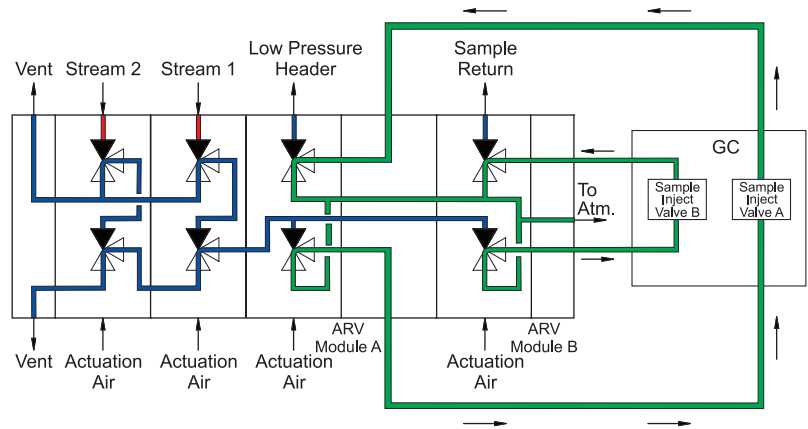 Low Pressure
Header
Sample
Return
Vent
Stream 2
Stream 1
GC
Sample
Inject
Valve B
Sample
Inject
Valve A
To
Atm.
ARV
Module A
ARV
Module B
Vent
Actuation
Air
Actuation
Air
Actuation
Air
Actuation
Air